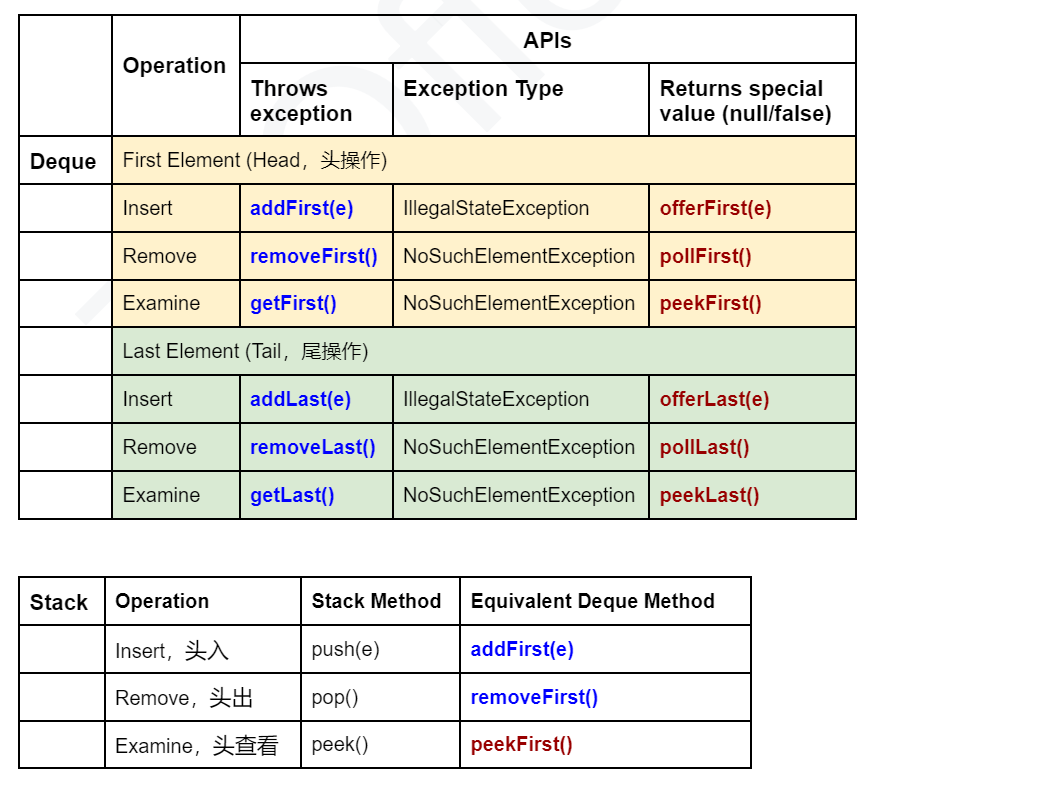 APIs
Operation
Throws exception
Exception Type
Returns special value (null/false)
Deque
First Element (Head，头操作)
Insert
addFirst(e)
IllegalStateException
offerFirst(e)
Remove
removeFirst()
NoSuchElementException
pollFirst()
Examine
getFirst()
NoSuchElementException
peekFirst()
Last Element (Tail，尾操作)
Insert
addLast(e)
IllegalStateException
offerLast(e)
Remove
removeLast()
NoSuchElementException
pollLast()
Examine
getLast()
NoSuchElementException
peekLast()
Stack
Operation
Stack Method
Equivalent Deque Method
Insert，头入
push(e)
addFirst(e)
Remove，头出
pop()
removeFirst()
Examine，头查看
peek()
peekFirst()